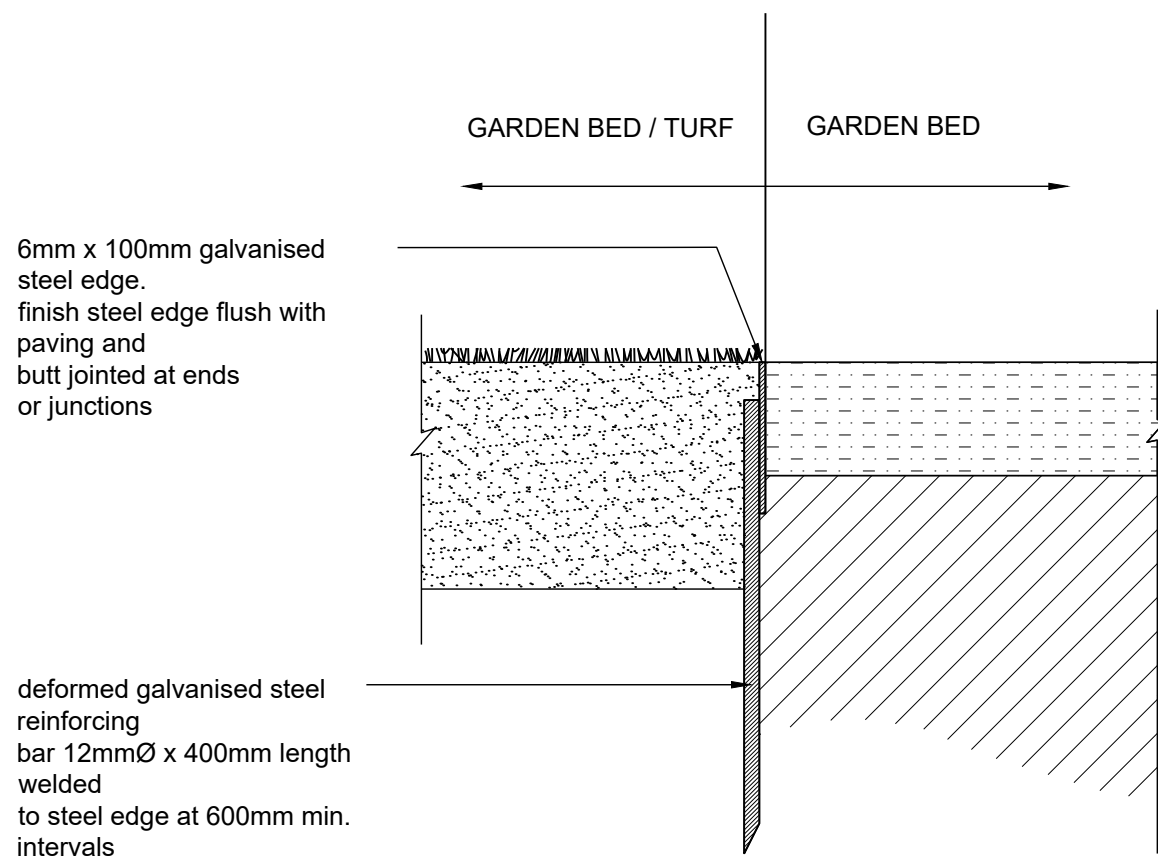 GARDEN BED / TURF
GARDEN BED
6mm x 100mm galvanised
steel edge.
finish steel edge flush with
paving and
butt jointed at ends
or junctions
deformed galvanised steel
reinforcing
bar 12mmØ x 400mm length
welded
to steel edge at 600mm min.
intervals